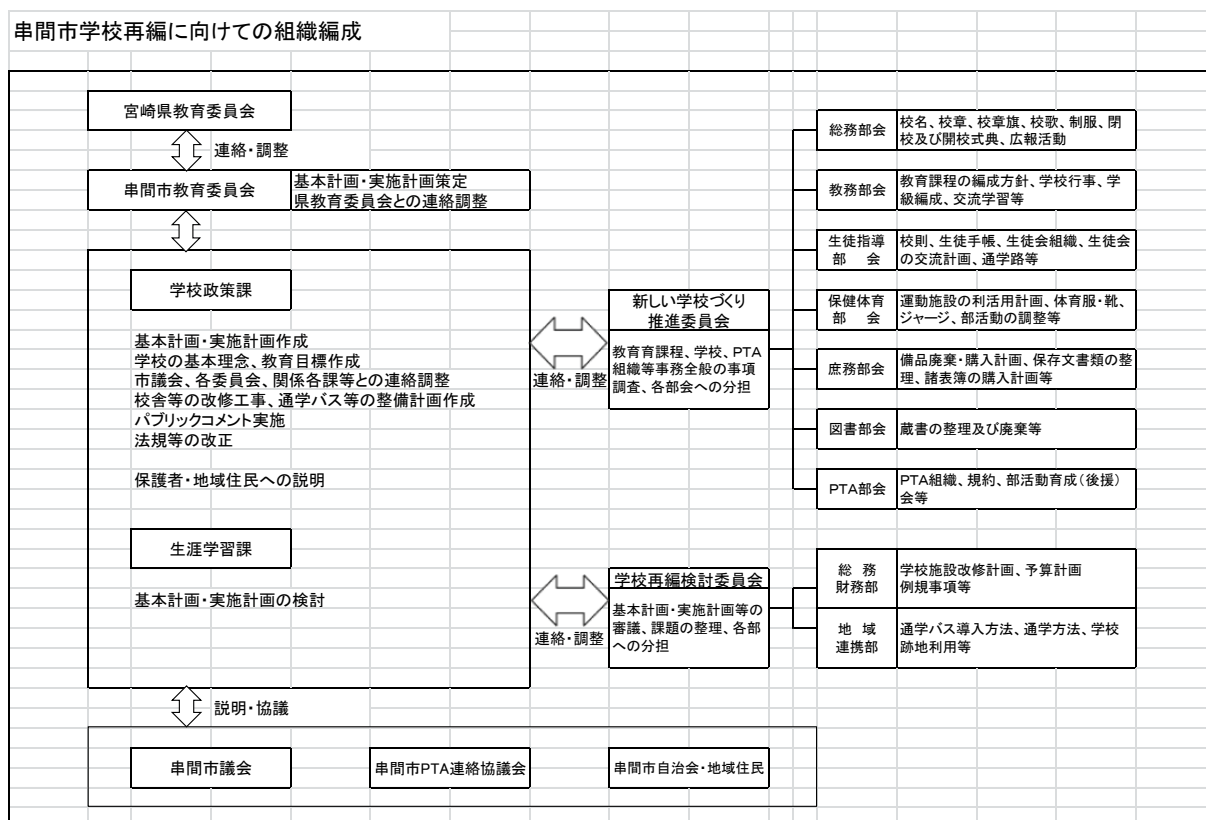 串間市学校再編に向けての組織編成
宮崎県教育委員会
連絡・調整
串間市教育委員会
基本計画・実施計画策定
県教育委員会との連絡調整
学校政策課
基本計画・実施計画作成
学校の基本理念、教育目標作成
市議会、各委員会、関係各課等との連絡調整
校舎等の改修工事、通学バス等の整備計画作成
パブリックコメント実施
法規等の改正
保護者・地域住民への説明
生涯学習課
基本計画・実施計画の検討
連絡・調整
新しい学校づくり
推進委員会
教育育課程、学校、PTA
組織等事務全般の事項
調査、各部会への分担
総務部会
校名、校章、校章旗、校歌、制服、閉
校及び開校式典、広報活動
教務部会
教育課程の編成方針、学校行事、学
級編成、交流学習等
生徒指導
部 会
校則、生徒手帳、生徒会組織、生徒会
の交流計画、通学路等
保健体育
部 会
運動施設の利活用計画、体育服・靴、
ジャージ、部活動の調整等
庶務部会
備品廃棄・購入計画、保存文書類の整
理、諸表簿の購入計画等
図書部会
蔵書の整理及び廃棄等
PTA部会
PTA組織、規約、部活動育成(後援)
会等
連絡・調整
学校再編検討委員会
基本計画・実施計画等の
審議、課題の整理、各部
への分担
総 務
財務部
学校施設改修計画、予算計画
例規事項等
地 域
連携部
通学バス導入方法、通学方法、学校
跡地利用等
説明・協議
串間市議会
串間市PTA連絡協議会
串間市自治会・地域住民